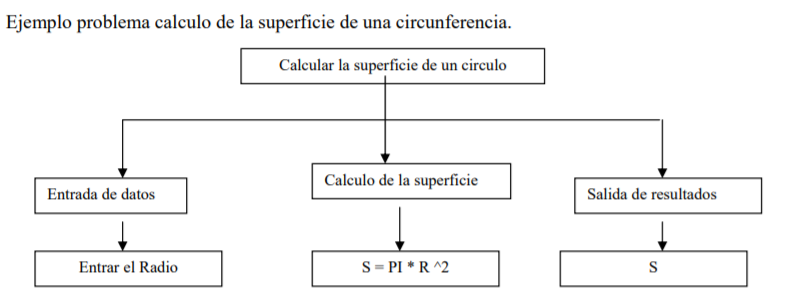 Ejemplo problema calculo de la superficie de una circunferencia.
Calcular la superficie de un circulo
Entrada de datos
Calculo de la superficie
Salida de resultados
Entrar el Radio
S = PI * R ^2
S